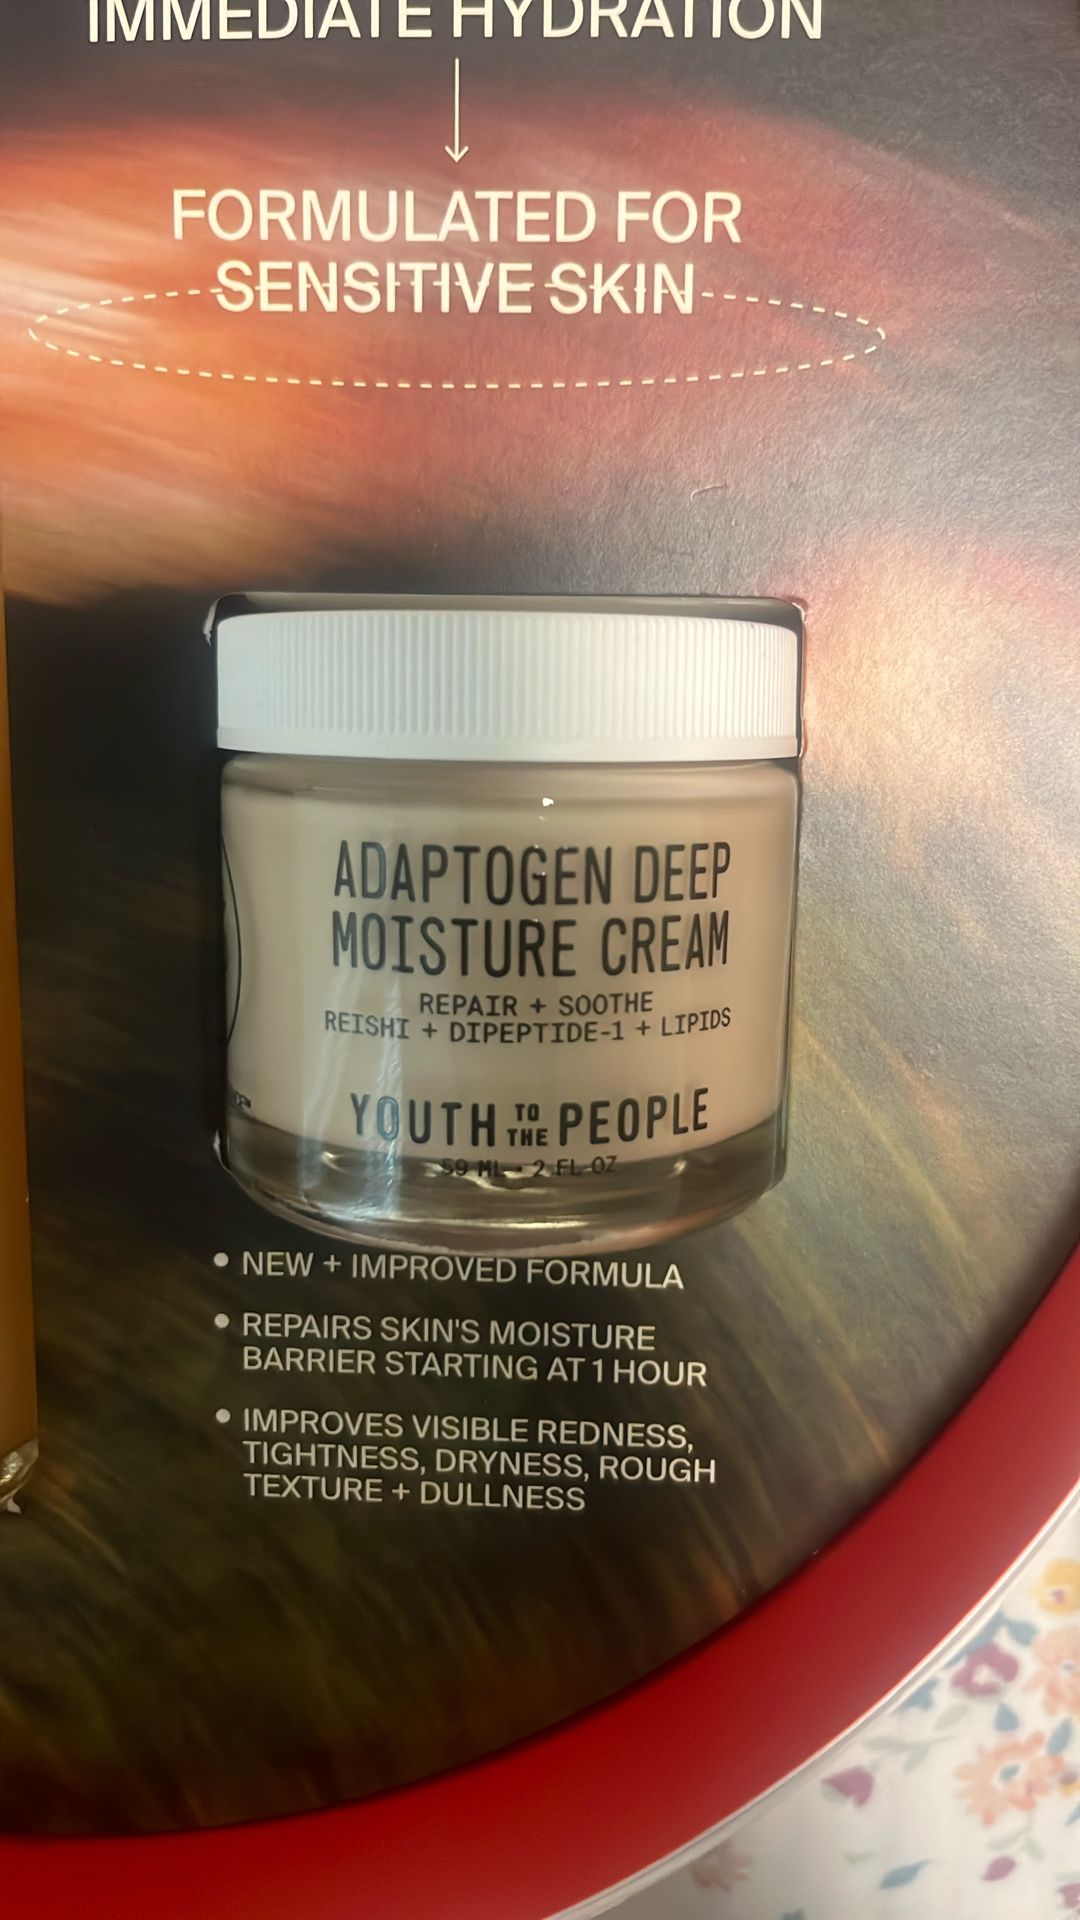 IMMEDIATE HYDRATION
FORMULATED FOR
SENSITIVE SKIN
ADAPTOGEN DEEP
MOISTURE CREAM
REPAIR + SOOTHE
REISHI + DIPEPTIDE-1 + LIPIDS
YOUTH TO THE PEOPLE
59 ML • 2 FL OZ
• NEW + IMPROVED FORMULA
• REPAIRS SKIN'S MOISTURE
BARRIER STARTING AT 1 HOUR
• IMPROVES VISIBLE REDNESS,
TIGHTNESS, DRYNESS, ROUGH
TEXTURE + DULLNESS